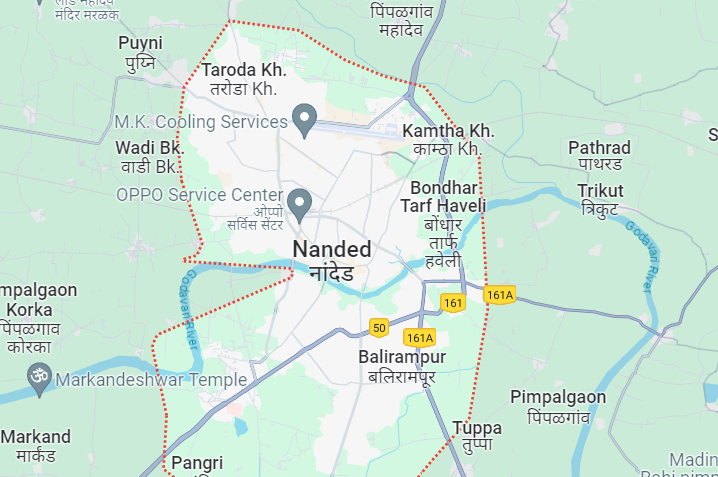 मंदिर मरळक
पिंपळगांव
महादेव
Puyni
पुय्नि
Taroda Kh.
तरोडा Kh.
M.K. Cooling Services
Kamtha Kh.
काम्ठा Kh.
Wadi Bk.
वाडी Bk.
Pathrad
पाथरड
OPPO Service Center
ओप्पो
सर्विस सेंटर
Bondhar
Tarf Haveli
बोंधार
तार्फ
हवेली
Trikut
त्रिकुट
Godavari River
Nanded
नांदेड
Godavari River
mpalgaon
Korka
पिंपळगाव
कोरका
161A
161
50
161A
Balirampur
बलिरामपूर
ॐ
Markandeshwar Temple
Pimpalgaon
पिंपळगांव
Markand
मार्कंड
Tuppa
तुप्पा
Pangri
Madin